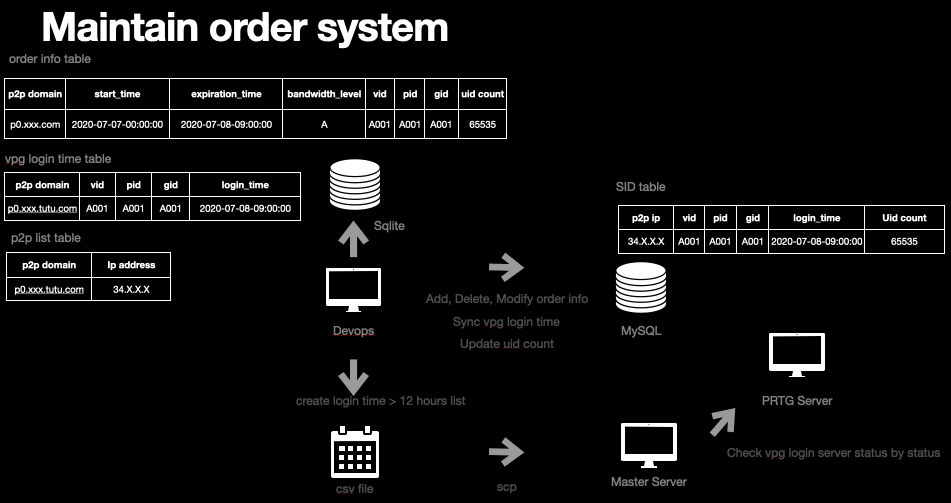 Maintain order system
order info table
p2p domain start_time expiration_time bandwidth_level vid pid gid uid count
p0.xxx.com 2020-07-07-00:00:00 2020-07-08-09:00:00 A A001 A001 A001 65535
vpg login time table
p2p domain vid pid gid login_time
p0.xxx.tutu.com A001 A001 A001 2020-07-08-09:00:00
p2p list table
p2p domain Ip address
p0.xxx.tutu.com 34.X.X.X
Sqlite
Devops
SID table
p2p ip vid pid gid login_time Uid count
34.X.X.X A001 A001 A001 2020-07-08-09:00:00 65535
Add, Delete, Modify order info
Sync vpg login time
Update uid count
MySQL
PRTG Server
create login time > 12 hours list
Check vpg login server status by status
csv file
scp
Master Server